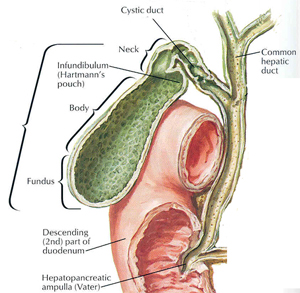 Cystic duct
Neck
Infundibulum
(Hartmann's
pouch)
Common
hepatic
duct
Body
Fundus
Descending
(2nd) part of
duodenum
Hepatopancreatic
ampulla (Vater)